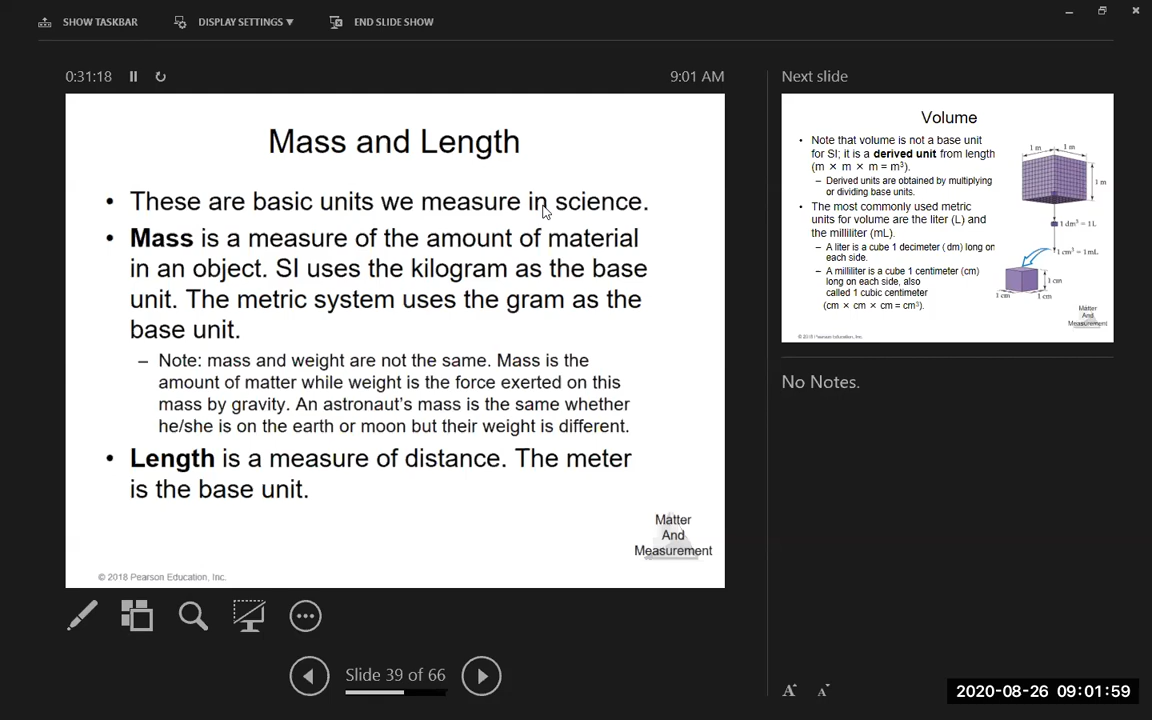 SHOW TASKBAR
DISPLAY SETTINGS ▼
END SLIDE SHOW
0:31:18
9:01 AM
Mass and Length
• These are basic units we measure in science.
• Mass is a measure of the amount of material
in an object. SI uses the kilogram as the base
unit. The metric system uses the gram as the
base unit.
– Note: mass and weight are not the same. Mass is the
amount of matter while weight is the force exerted on this
mass by gravity. An astronaut's mass is the same whether
he/she is on the earth or moon but their weight is different.
• Length is a measure of distance. The meter
is the base unit.
Matter
And
Measurement
© 2018 Pearson Education, Inc.
Slide 39 of 66
Next slide
Volume
• Note that volume is not a base unit
for SI; it is a derived unit from length
(m × m × m = m³).
– Derived units are obtained by multiplying
or dividing base units.
• The most commonly used metric
units for volume are the liter (L) and
the milliliter (mL).
– A liter is a cube 1 decimeter (dm) long on
each side.
– A milliliter is a cube 1 centimeter (cm)
long on each side, also
called 1 cubic centimeter
(cm × cm × cm = cm³).
1 m
1 m
1 m
1 dm³ = 1L
1 cm³ = 1mL
1 cm
1 cm
1 cm
Matter
And
Measurement
© 2018 Pearson Education, Inc.
No Notes.
A A
2020-08-26 09:01:59